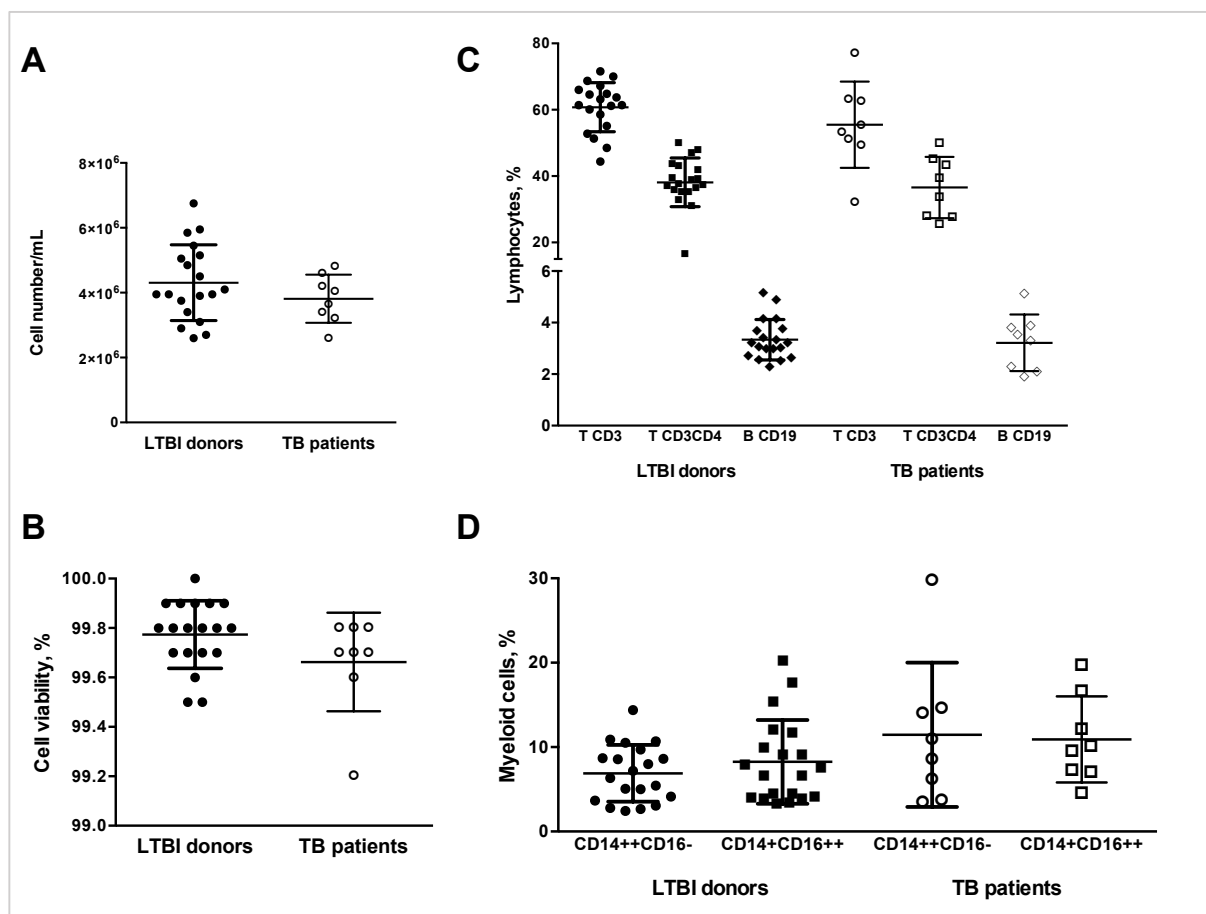 A
8×10⁶
6×10⁶
4×10⁶
2×10⁶
0
Cell number/mL
LTBI donors TB patients
B
100.0
99.8
99.6
99.4
99.2
99.0
Cell viability, %
LTBI donors TB patients
C
80
60
40
20
6
4
2
0
Lymphocytes, %
T CD3 T CD3CD4 B CD19 T CD3 T CD3CD4 B CD19
LTBI donors TB patients
D
30
20
10
0
Myeloid cells, %
CD14++CD16- CD14+CD16++ CD14++CD16- CD14+CD16++
LTBI donors TB patients